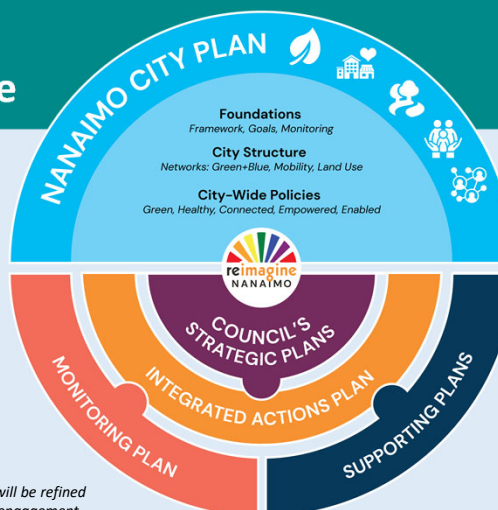 e
NANAIMO CITY PLAN
Foundations
Framework, Goals, Monitoring
City Structure
Networks: Green+Blue, Mobility, Land Use
City-Wide Policies
Green, Healthy, Connected, Empowered, Enabled
reimagine
NANAIMO
COUNCIL'S
STRATEGIC PLANS
INTEGRATED ACTIONS PLAN
MONITORING PLAN
SUPPORTING PLANS
will be refined
engagement